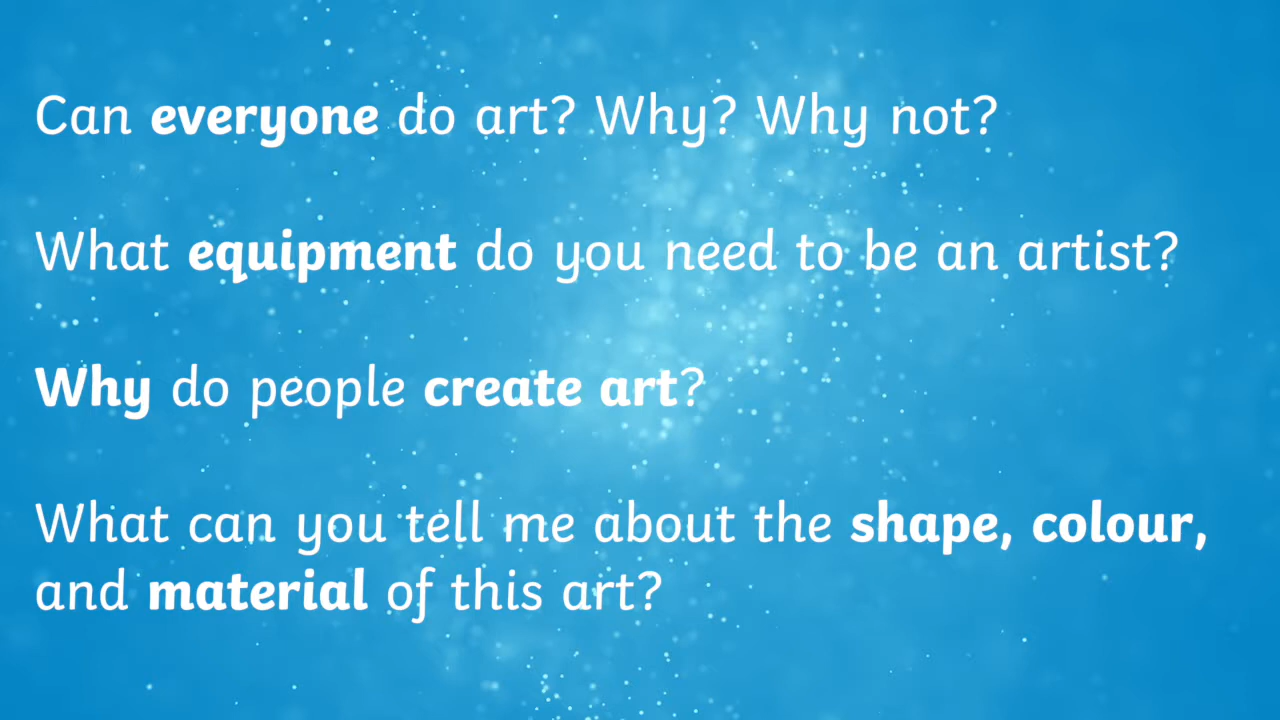 Can everyone do art? Why? Why not?
What equipment do you need to be an artist?
Why do people create art?
What can you tell me about the shape, colour,
and material of this art?